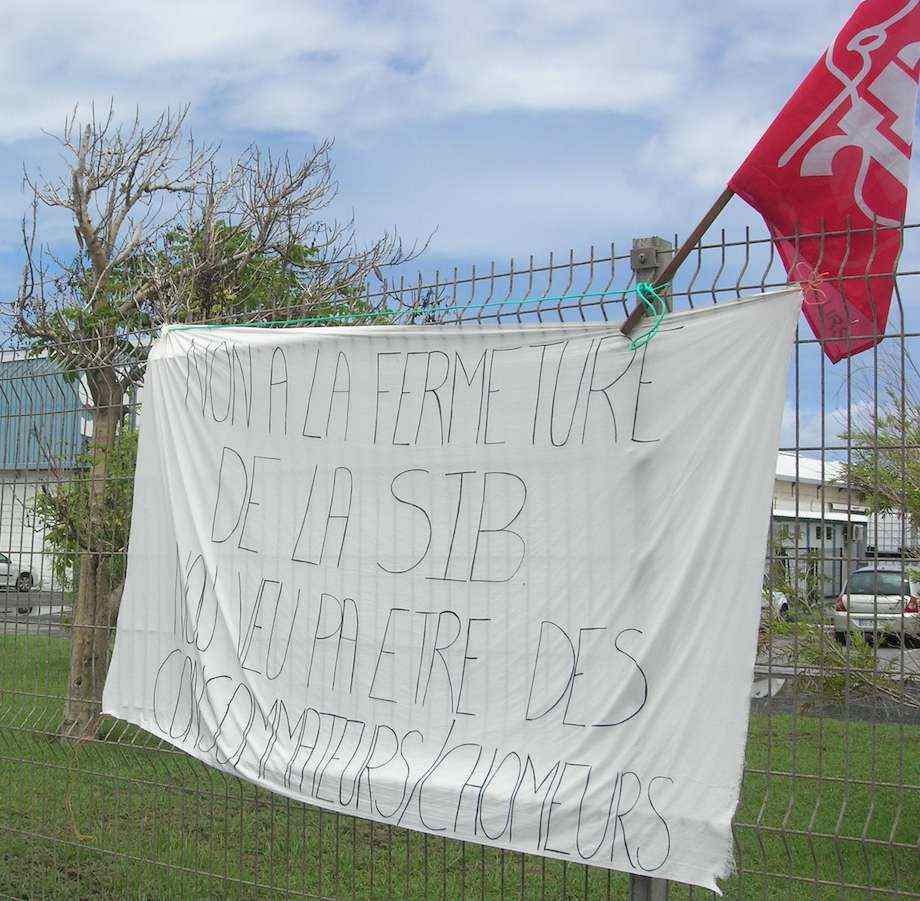 NON A LA FERMETURE
DE LA SIB
NOU VEU PA ETRE DES
CONSOMMATEURS/CHOMEURS